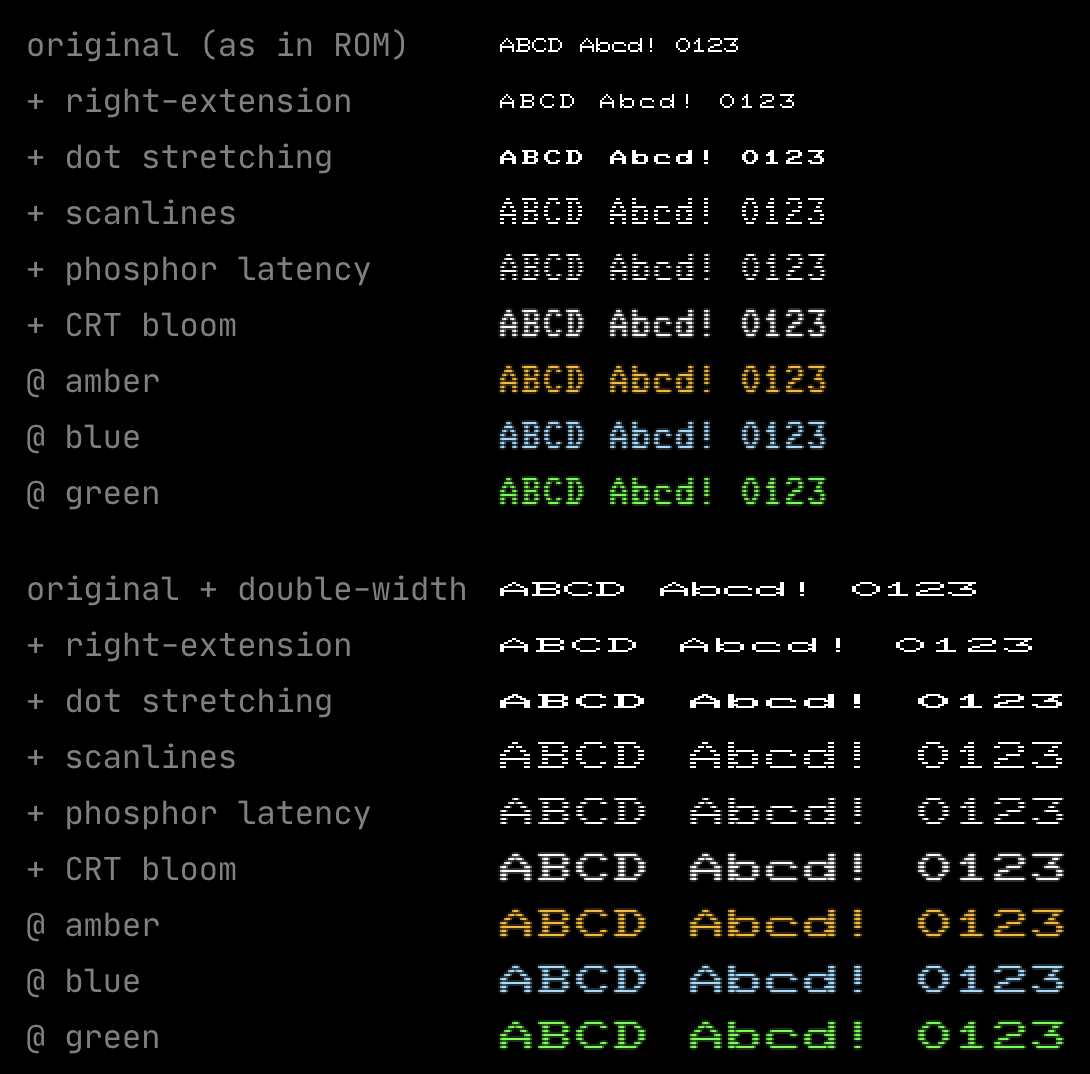 original (as in ROM) ABCD Abcd! 0123
+ right-extension ABCD Abcd! 0123
+ dot stretching ABCD Abcd! 0123
+ scanlines ABCD Abcd! 0123
+ phosphor latency ABCD Abcd! 0123
+ CRT bloom ABCD Abcd! 0123
@ amber ABCD Abcd! 0123
@ blue ABCD Abcd! 0123
@ green ABCD Abcd! 0123
original + double-width ABCD Abcd! 0123
+ right-extension ABCD Abcd! 0123
+ dot stretching ABCD Abcd! 0123
+ scanlines ABCD Abcd! 0123
+ phosphor latency ABCD Abcd! 0123
+ CRT bloom ABCD Abcd! 0123
@ amber ABCD Abcd! 0123
@ blue ABCD Abcd! 0123
@ green ABCD Abcd! 0123